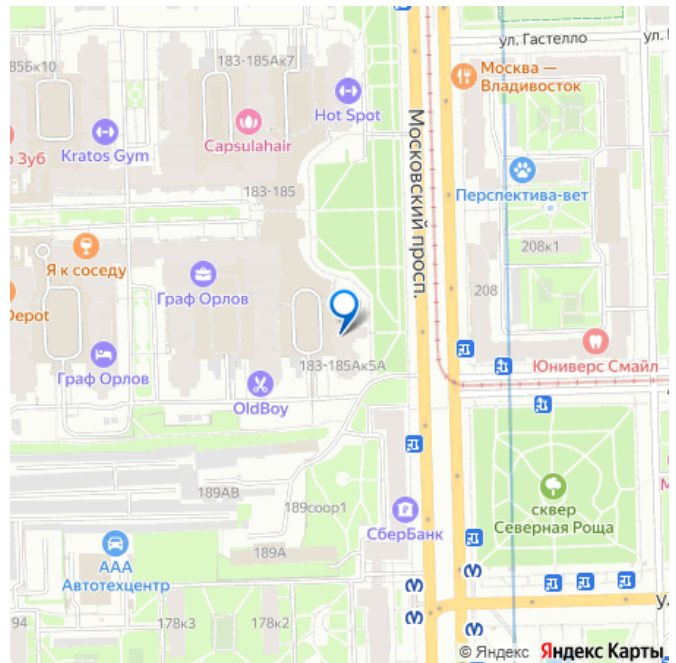 ул. Гастелло
ул.
856к10
183-185Ак7
Москва —
Владивосток
Hot Spot
Capsulahair
Зуб
Kratos Gym
Московский просп.
Перспектива-вет
183-185
208к1
Я к соседу
Граф Орлов
208
Depot
Юниверс Смайл
183-185Ак5А
Граф Орлов
OldBoy
189АВ
189соор1
сквер
Северная Роща
СберБанк
189А
ААА
Автотехцентр
у.
94
178к3
178к2
© Яндекс Яндекс Карты